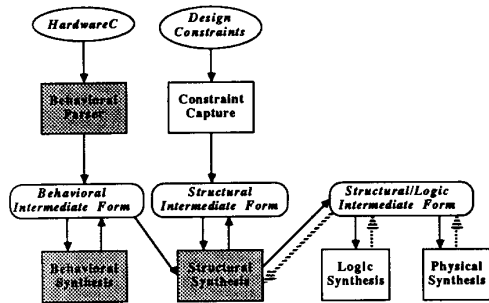 HardwareC
Design
Constraints
Behavioral
Parser
Constraint
Capture
Behavioral
Intermediate Form
Structural
Intermediate Form
Structural/Logic
Intermediate Form
Behavioral
Synthesis
Structural
Synthesis
Logic
Synthesis
Physical
Synthesis